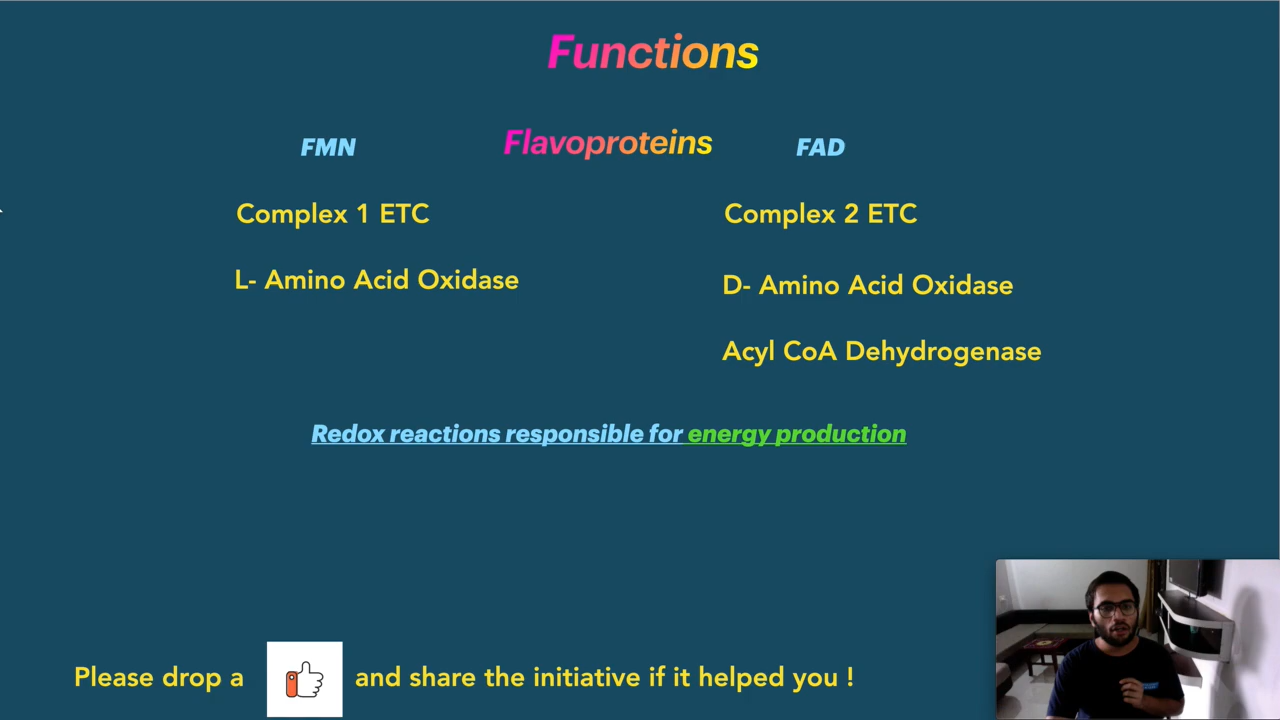 Functions
FMN Flavoproteins FAD
Complex 1 ETC Complex 2 ETC
L- Amino Acid Oxidase D- Amino Acid Oxidase
Acyl CoA Dehydrogenase
Redox reactions responsible for energy production
Please drop a and share the initiative if it helped you !